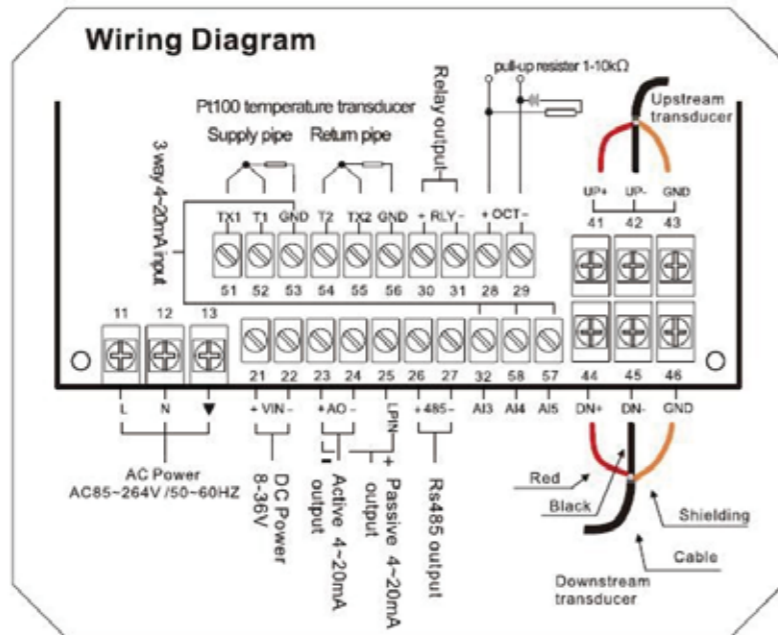 Wiring Diagram
pull-up resister 1-10kΩ
Upstream
transducer
Pt100 temperature transducer
Supply pipe Return pipe
Relay output
3 way 4~20mA input
UP+ UP- GND
41 42 43
TX1 T1 GND T2 TX2 GND + RLY - + OCT -
51 52 53 54 55 56 30 31 28 29
11 12 13
21 22 23 24 25 26 27 32 58 57
44 45 46
L N ▼
+ VIN - + AO - LPIN + 485 - AI3 AI4 AI5
DN+ DN- GND
AC Power
AC85~264V /50~60HZ
DC Power
8-36V
- +
Active 4~20mA
output
Passive 4~20mA
output
Rs485 output
Red
Black
Shielding
Cable
Downstream
transducer